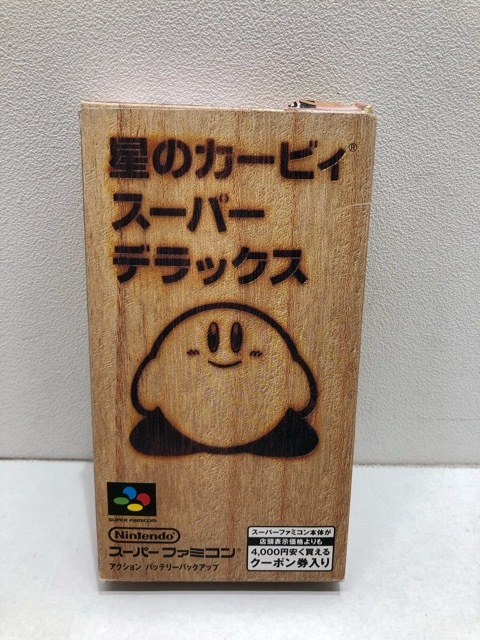 星のカービィ®
スーパー
デラックス
SUPER FAMICOM
Nintendo
スーパーファミコン
アクション バッテリーバックアップ
スーパーファミコン本体が
店頭表示価格よりも
4,000円安く買える
クーポン券入り